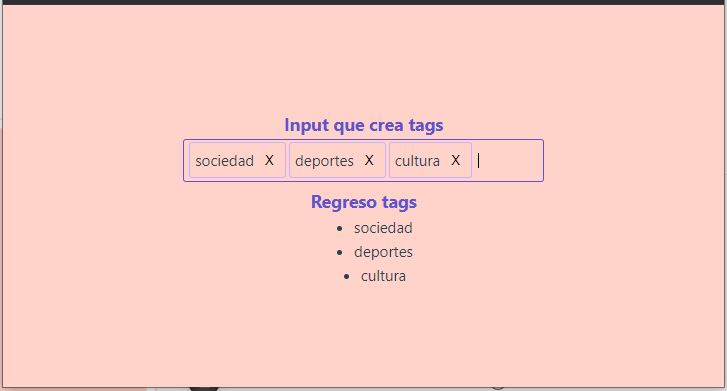 Input que crea tags
sociedad X deportes X cultura X
Regreso tags
• sociedad
• deportes
• cultura